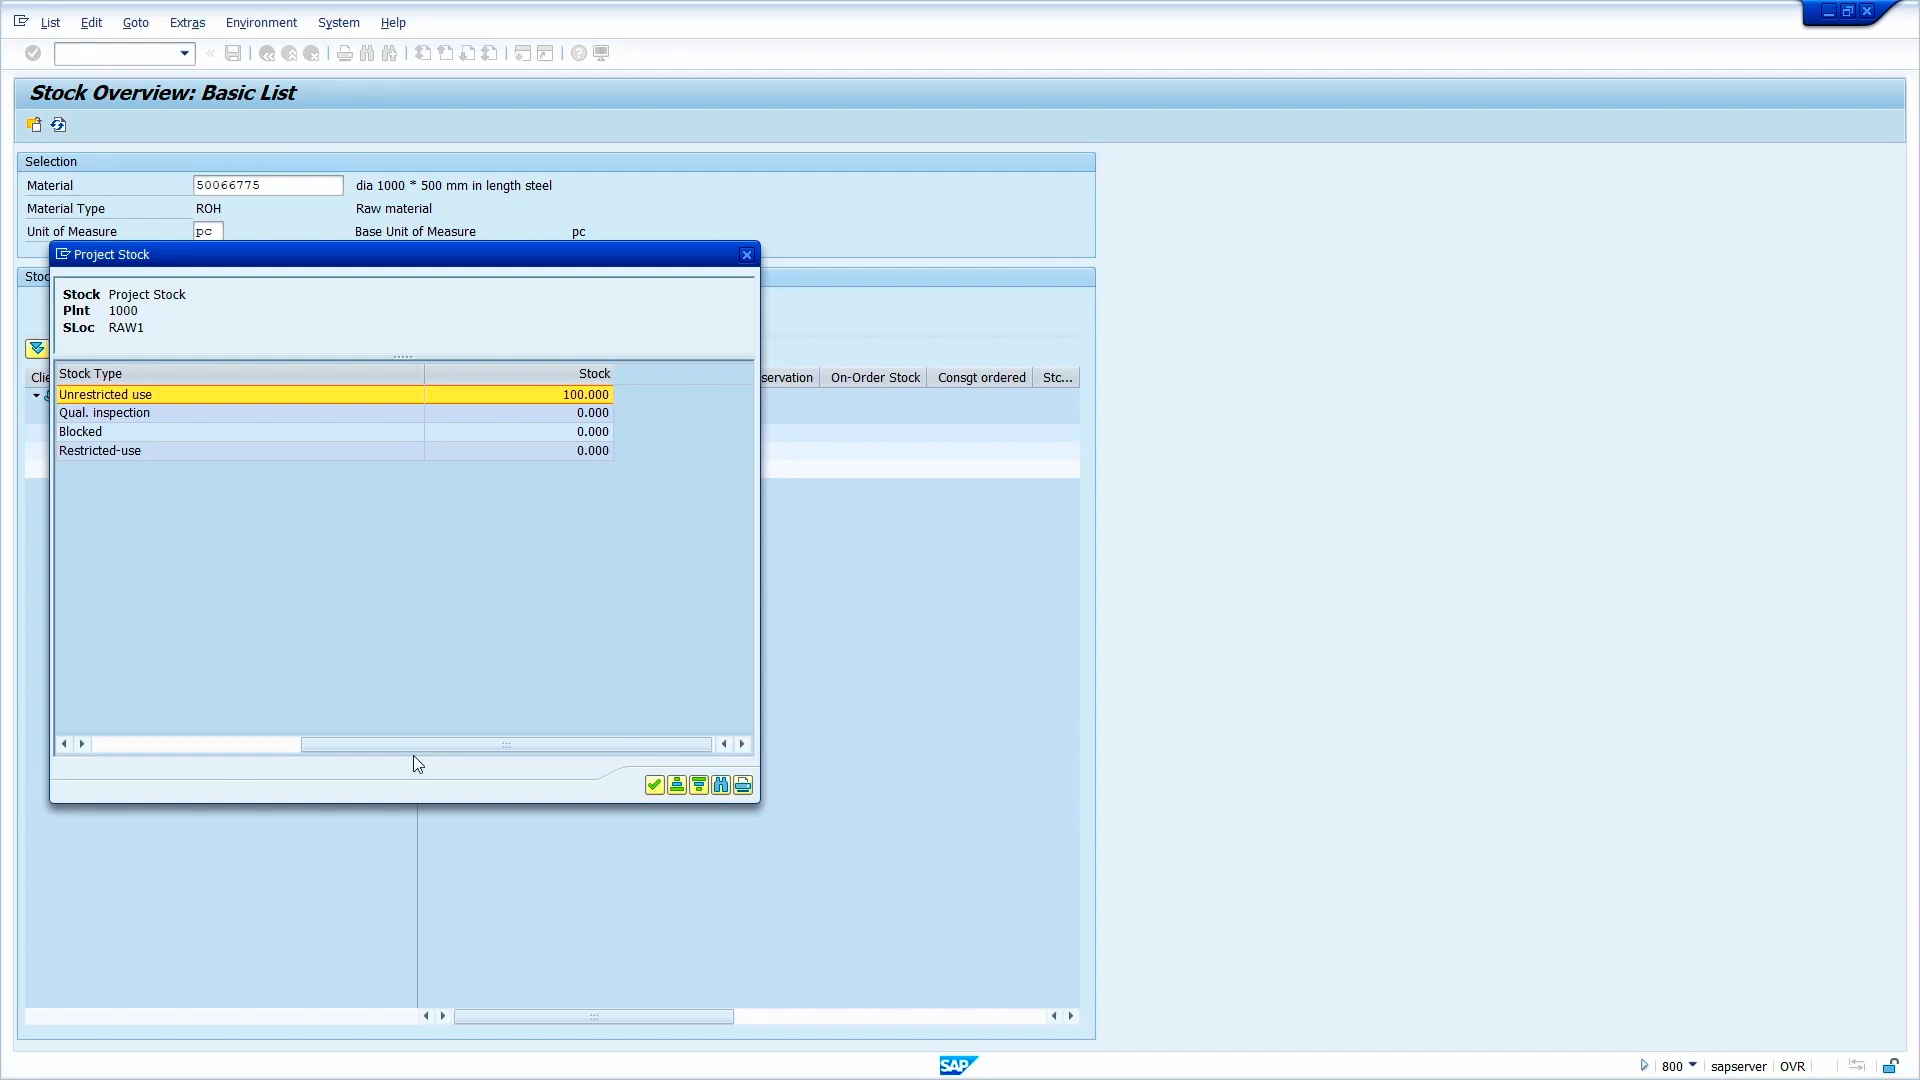 List Edit Goto Extras Environment System Help
Stock Overview: Basic List
Selection
Material 50066775 dia 1000 * 500 mm in length steel
Material Type ROH Raw material
Unit of Measure pc Base Unit of Measure pc
Project Stock
Stock Project Stock
Plnt 1000
SLoc RAW1
Stock Type Stock
On-Order Stock Consgt ordered Stc...
Unrestricted use 100.000
Qual. inspection 0.000
Blocked 0.000
Restricted-use 0.000
SAP
800 sapserver OVR